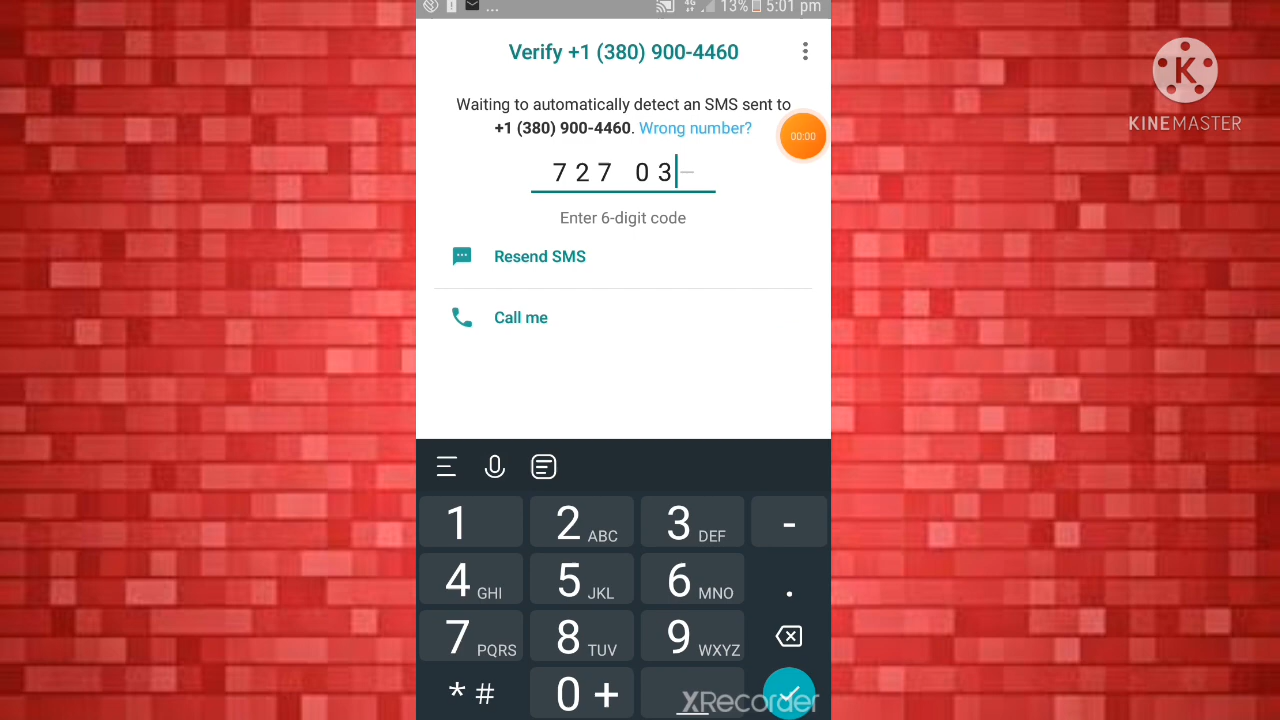 ... 4G 13% 5:01 pm
Verify +1 (380) 900-4460
Waiting to automatically detect an SMS sent to
+1 (380) 900-4460. Wrong number?
00:00
727 03–
Enter 6-digit code
Resend SMS
Call me
K
KINEMASTER
1 2 ABC 3 DEF -
4 GHI 5 JKL 6 MNO .
7 PQRS 8 TUV 9 WXYZ
* # 0 +
XRecorder